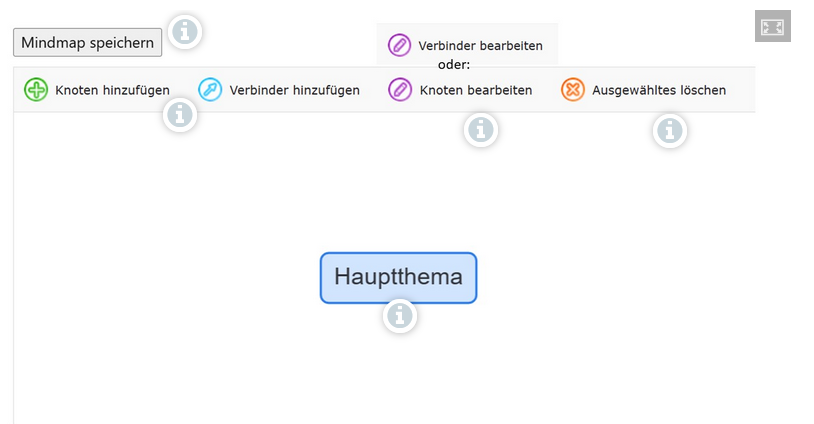 Mindmap speichern
Verbinder bearbeiten
oder:
Knoten hinzufügen
Verbinder hinzufügen
Knoten bearbeiten
Ausgewähltes löschen
Hauptthema